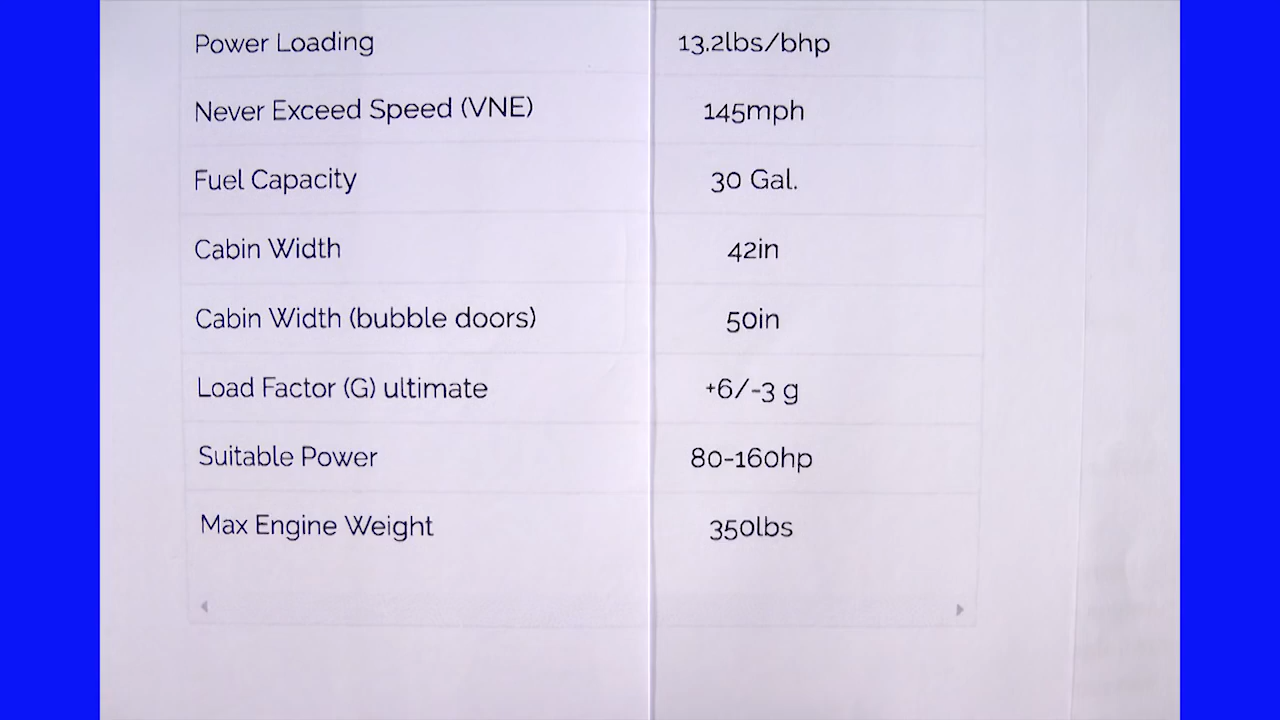 Power Loading 13.2lbs/bhp
Never Exceed Speed (VNE) 145mph
Fuel Capacity 30 Gal.
Cabin Width 42in
Cabin Width (bubble doors) 50in
Load Factor (G) ultimate +6/-3 g
Suitable Power 80-160hp
Max Engine Weight 350lbs